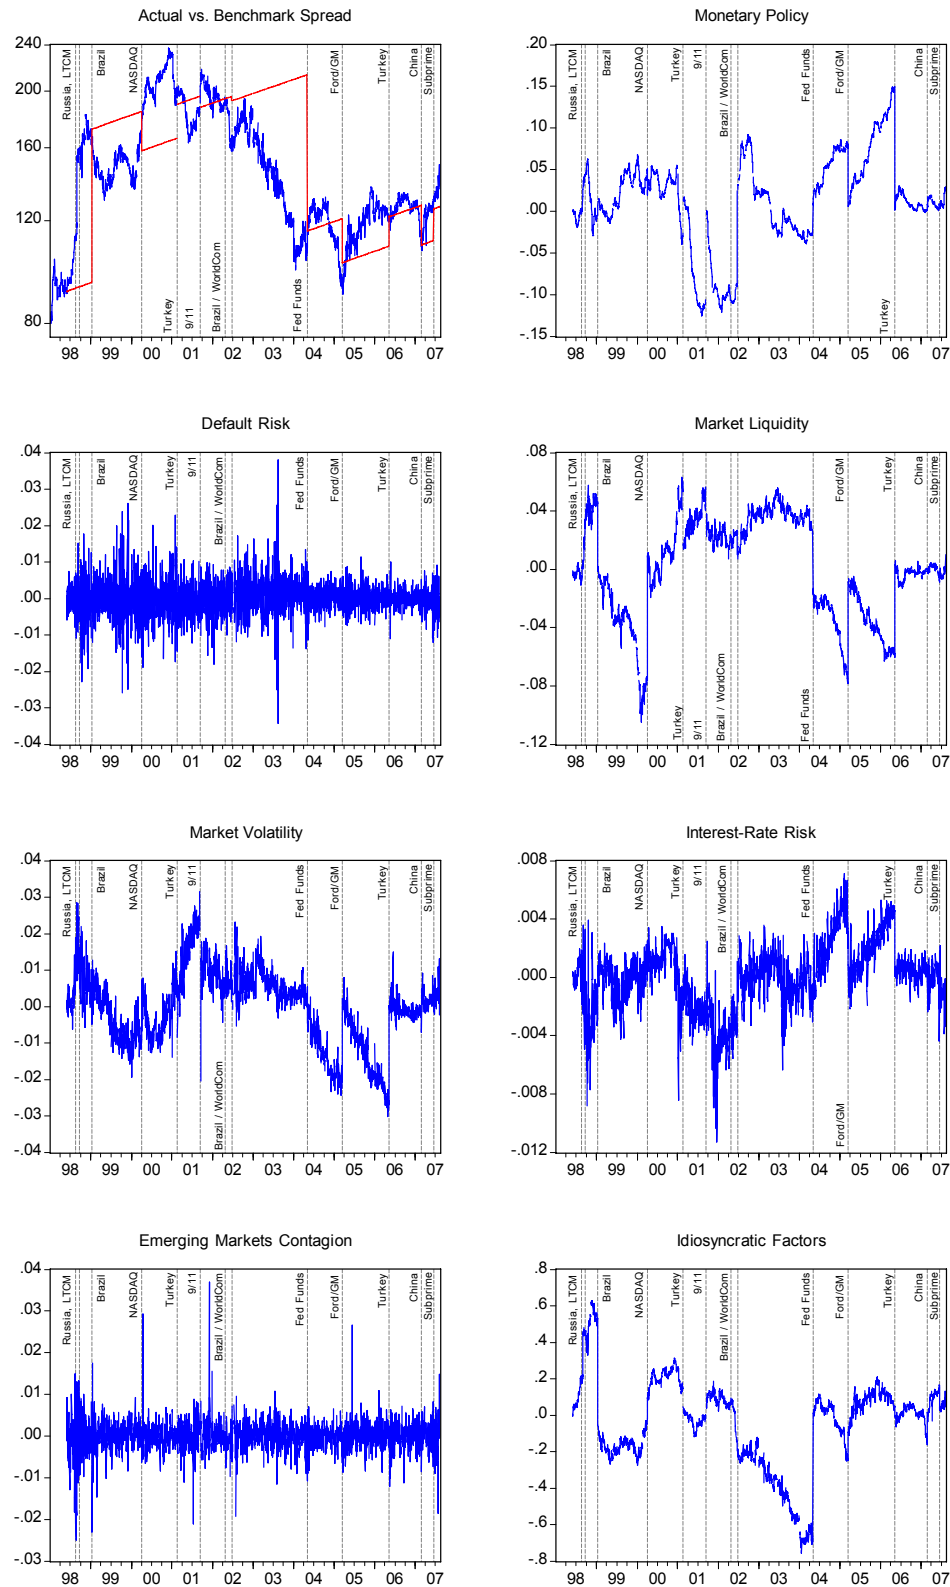 Actual vs. Benchmark Spread
240
200
160
120
80
Russia, LTCM
Brazil
NASDAQ
Turkey
9/11
Brazil / WorldCom
Fed Funds
Ford/GM
Turkey
China
Subprime
98 99 00 01 02 03 04 05 06 07
Monetary Policy
.20
.15
.10
.05
.00
-.05
-.10
-.15
Russia, LTCM
Brazil
NASDAQ
Turkey
9/11
Brazil / WorldCom
Fed Funds
Ford/GM
Turkey
China
Subprime
98 99 00 01 02 03 04 05 06 07
Default Risk
.04
.03
.02
.01
.00
-.01
-.02
-.03
-.04
Russia, LTCM
Brazil
NASDAQ
Turkey
9/11
Brazil / WorldCom
Fed Funds
Ford/GM
Turkey
China
Subprime
98 99 00 01 02 03 04 05 06 07
Market Liquidity
.08
.04
.00
-.04
-.08
-.12
Russia, LTCM
Brazil
NASDAQ
Turkey
9/11
Brazil / WorldCom
Fed Funds
Ford/GM
Turkey
China
Subprime
98 99 00 01 02 03 04 05 06 07
Market Volatility
.04
.03
.02
.01
.00
-.01
-.02
-.03
-.04
Russia, LTCM
Brazil
NASDAQ
Turkey
9/11
Brazil / WorldCom
Fed Funds
Ford/GM
Turkey
China
Subprime
98 99 00 01 02 03 04 05 06 07
Interest-Rate Risk
.008
.004
.000
-.004
-.008
-.012
Russia, LTCM
Brazil
NASDAQ
Turkey
9/11
Brazil / WorldCom
Fed Funds
Ford/GM
Turkey
China
Subprime
98 99 00 01 02 03 04 05 06 07
Emerging Markets Contagion
.04
.03
.02
.01
.00
-.01
-.02
-.03
Russia, LTCM
Brazil
NASDAQ
Turkey
9/11
Brazil / WorldCom
Fed Funds
Ford/GM
Turkey
China
Subprime
98 99 00 01 02 03 04 05 06 07
Idiosyncratic Factors
.8
.6
.4
.2
.0
-.2
-.4
-.6
-.8
Russia, LTCM
Brazil
NASDAQ
Turkey
9/11
Brazil / WorldCom
Fed Funds
Ford/GM
Turkey
China
Subprime
98 99 00 01 02 03 04 05 06 07